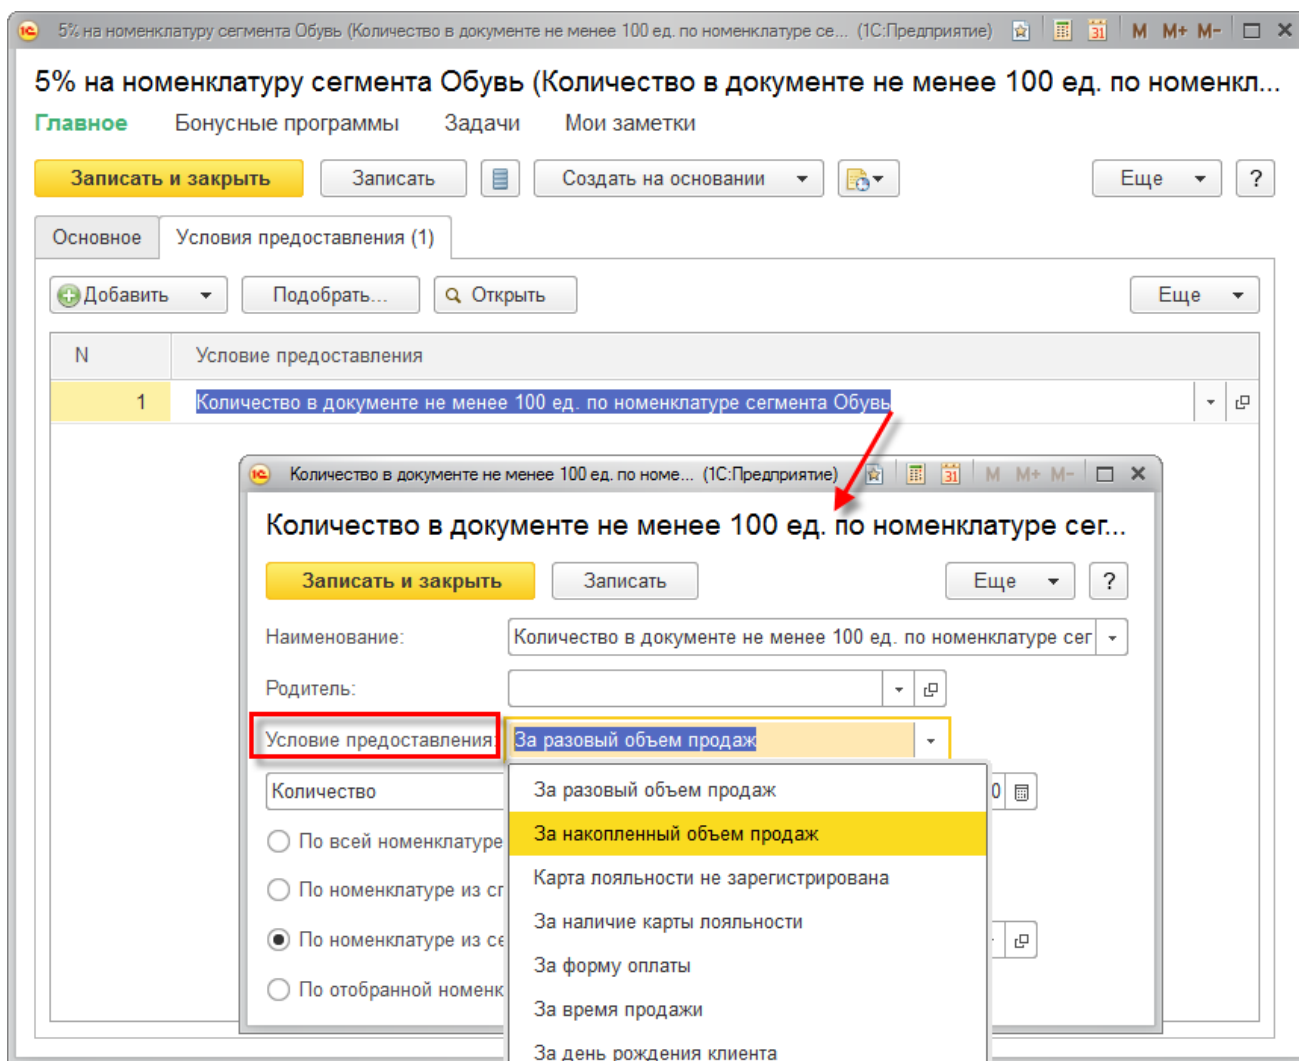 5% на номенклатуру сегмента Обувь (Количество в документе не менее 100 ед. по номенклатуре се... (1С:Предприятие) 31 M M+ M-
5% на номенклатуру сегмента Обувь (Количество в документе не менее 100 ед. по номенкл...
Главное Бонусные программы Задачи Мои заметки
Записать и закрыть Записать Создать на основании Еще ?
Основное Условия предоставления (1)
Добавить Подобрать... Открыть Еще
N Условие предоставления
1 Количество в документе не менее 100 ед. по номенклатуре сегмента Обувь
Количество в документе не менее 100 ед. по номе... (1С:Предприятие) 31 M M+ M-
Количество в документе не менее 100 ед. по номенклатуре сег...
Записать и закрыть Записать Еще ?
Наименование: Количество в документе не менее 100 ед. по номенклатуре сег
Родитель:
Условие предоставления: За разовый объем продаж
Количество За разовый объем продаж 0
По всей номенклатуре За накопленный объем продаж
Карта лояльности не зарегистрирована
По номенклатуре из сп
За наличие карты лояльности
По номенклатуре из се
За форму оплаты
По отобранной номенк
За время продажи
За день рождения клиента